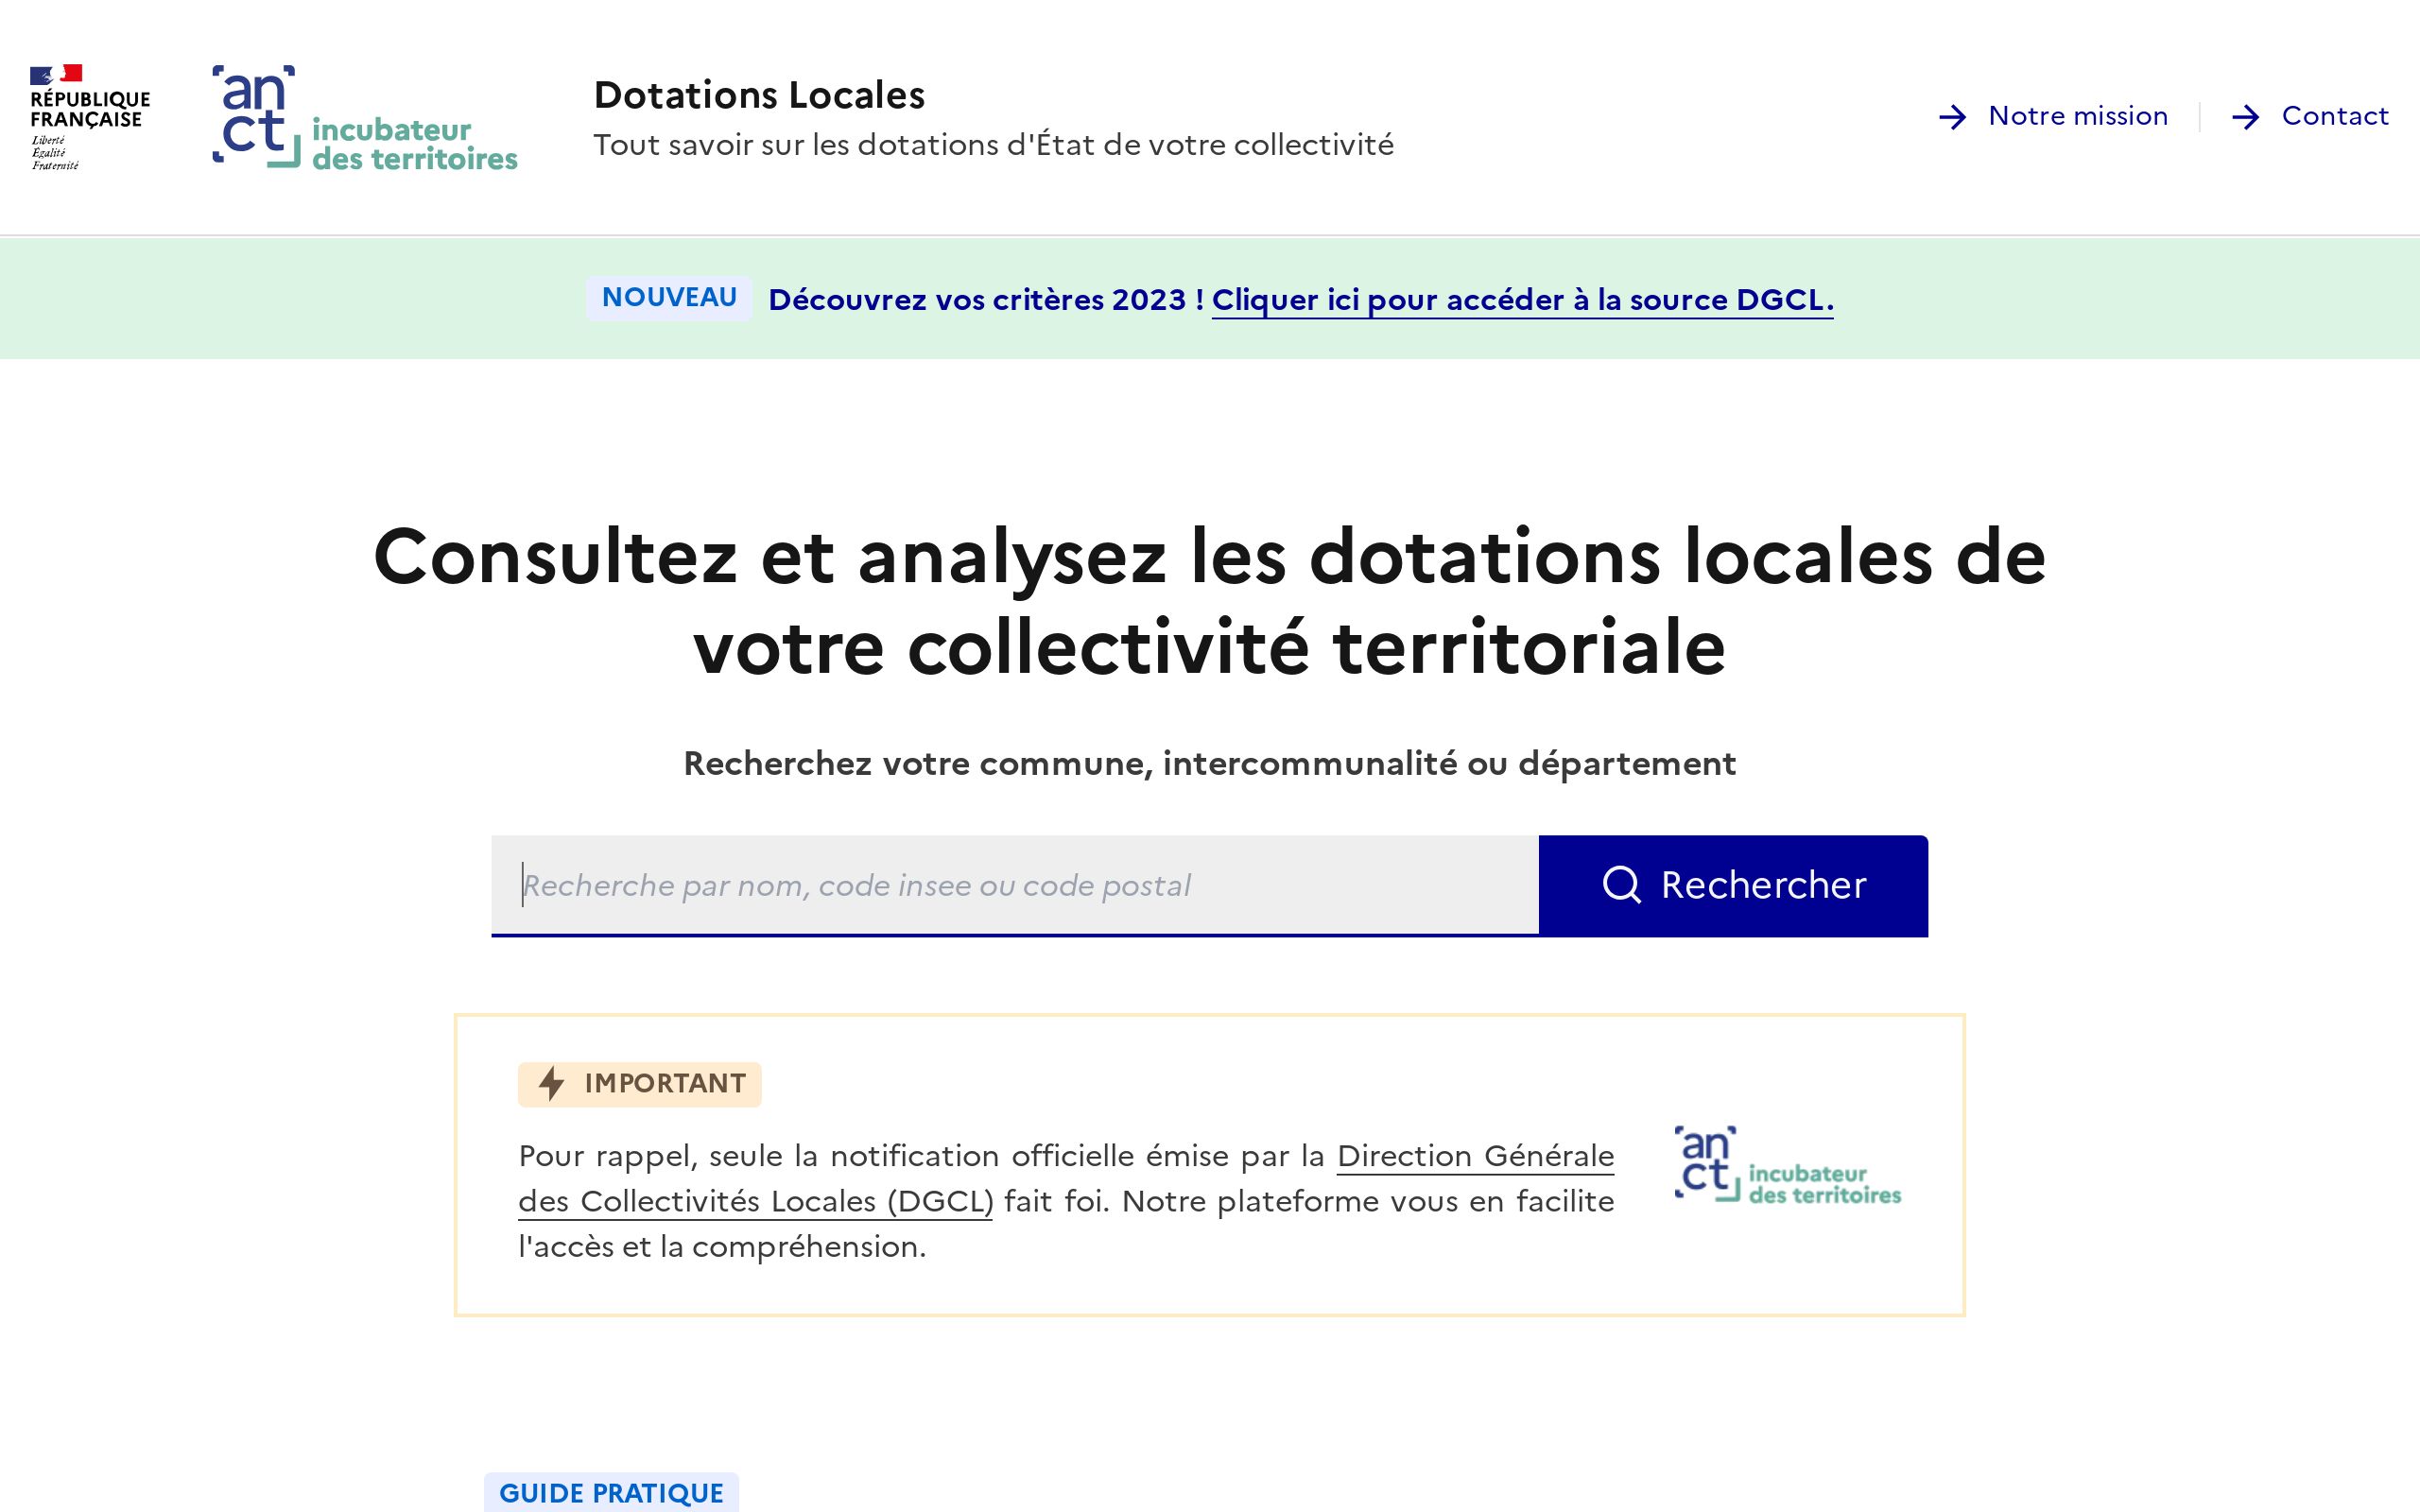 RÉPUBLIQUE
FRANÇAISE
Liberté
Égalité
Fraternité
an
ct
incubateur
des territoires
Dotations Locales
Tout savoir sur les dotations d'État de votre collectivité
Notre mission
Contact
NOUVEAU Découvrez vos critères 2023 ! Cliquer ici pour accéder à la source DGCL.
Consultez et analysez les dotations locales de
votre collectivité territoriale
Recherchez votre commune, intercommunalité ou département
Recherche par nom, code insee ou code postal
Rechercher
IMPORTANT
Pour rappel, seule la notification officielle émise par la Direction Générale
des Collectivités Locales (DGCL) fait foi. Notre plateforme vous en facilite
l'accès et la compréhension.
an
ct
incubateur
des territoires
GUIDE PRATIQUE